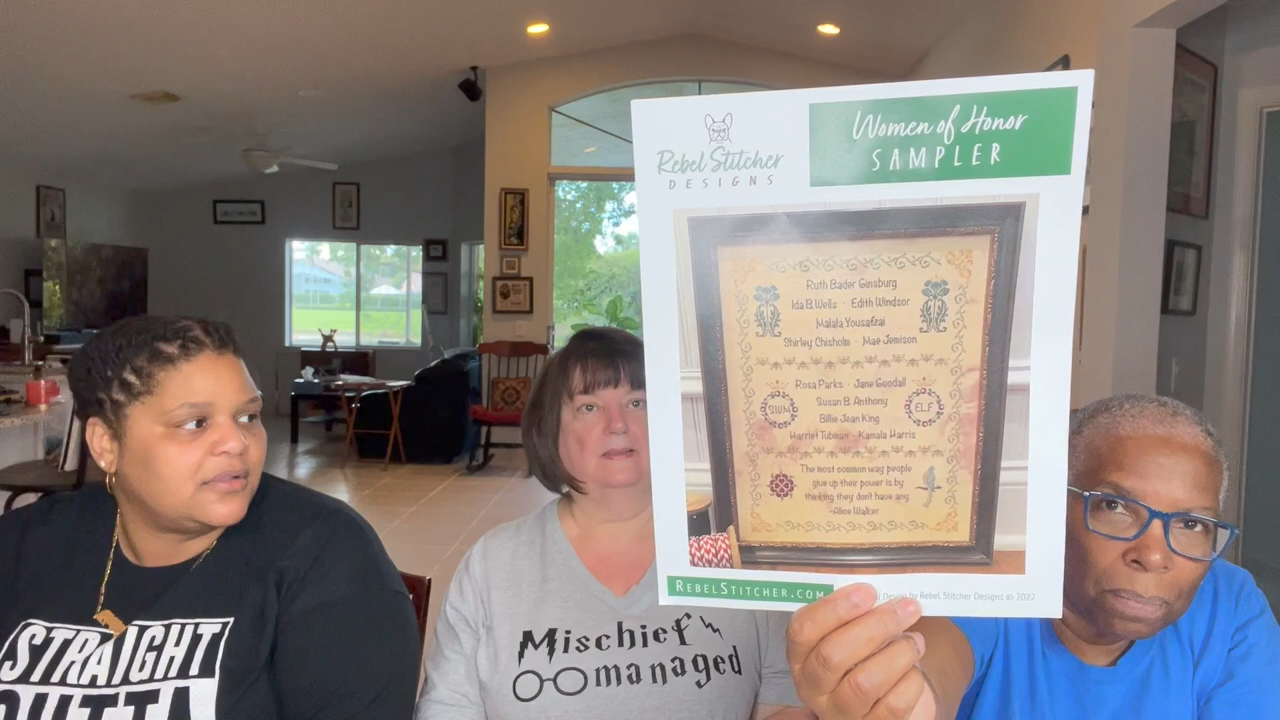 Rebel Stitcher
DESIGNS
Women of Honor
SAMPLER
Ruth Bader Ginsburg
Ida B. Wells · Edith Windsor
Malala Yousafzai
Shirley Chisholm · Mae Jemison
Rosa Parks · Jane Goodall
Susan B. Anthony
Billie Jean King
Harriet Tubman · Kamala Harris
SWM
ELF
The most common way people
give up their power is by
thinking they don't have any.
-Alice Walker
REBELSTITCHER.COM
Design by Rebel Stitcher Designs © 2022
STRAIGHT
OUTTA
Mischief
managed